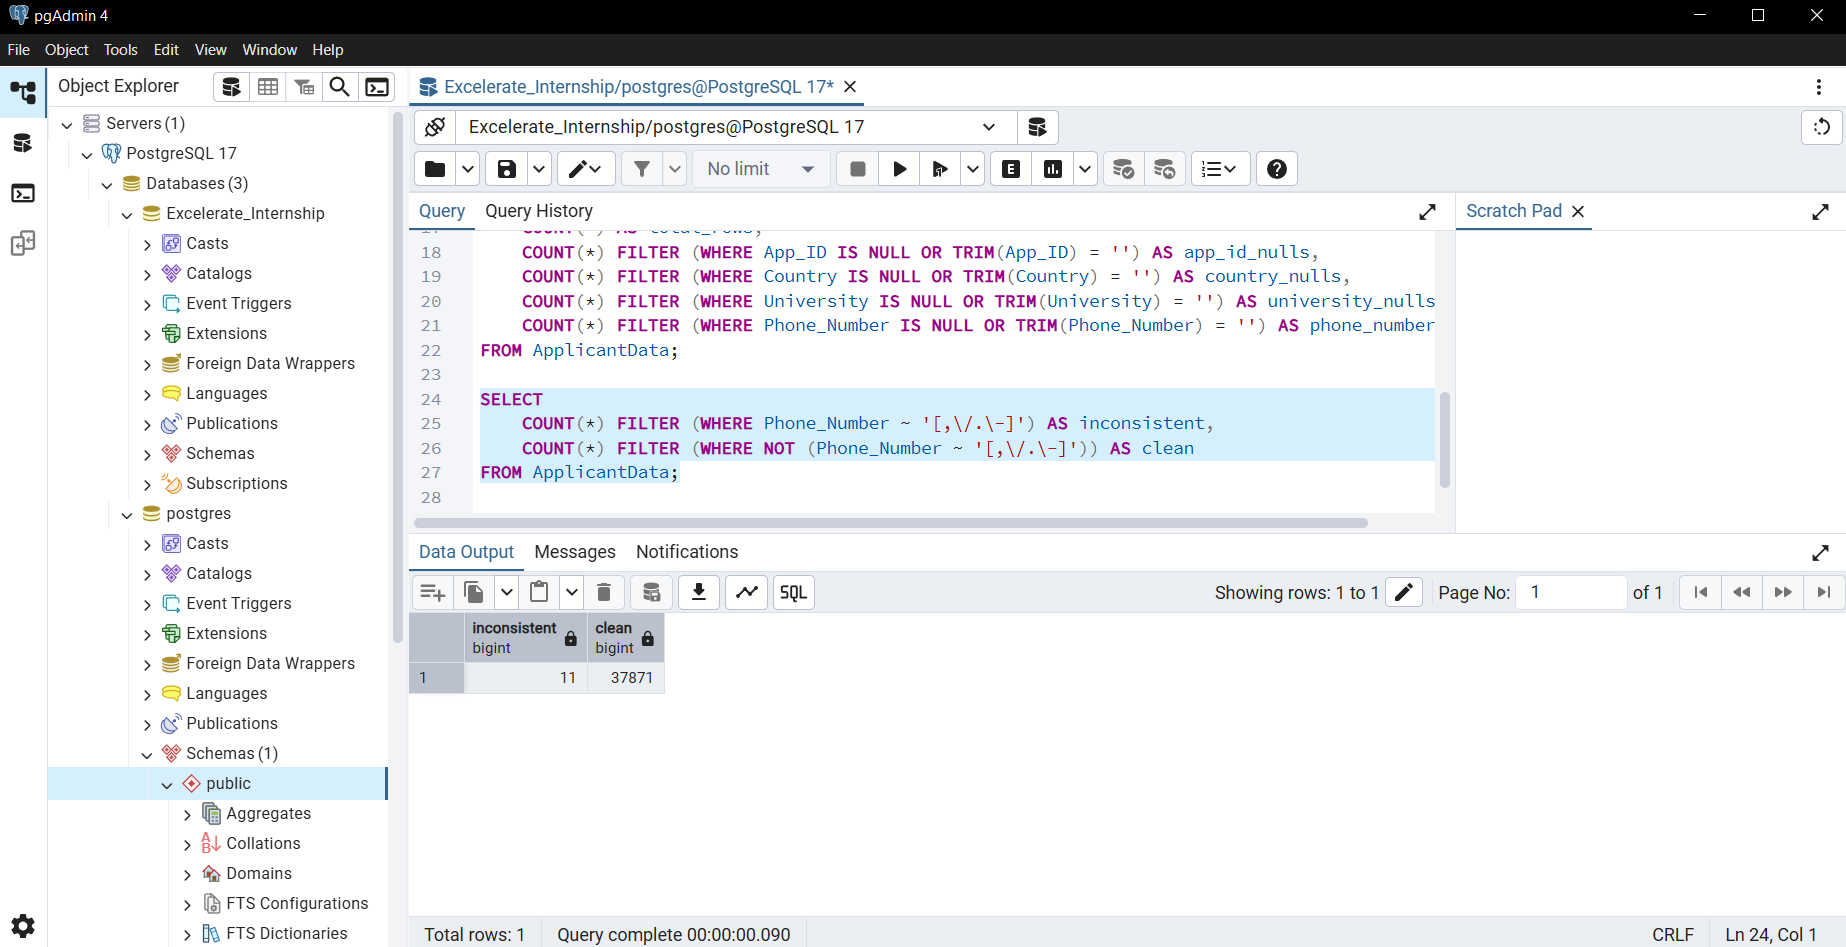 pgAdmin 4
File Object Tools Edit View Window Help
Object Explorer
Servers (1)
PostgreSQL 17
Databases (3)
Excelerate_Internship
Casts
Catalogs
Event Triggers
Extensions
Foreign Data Wrappers
Languages
Publications
Schemas
Subscriptions
postgres
Casts
Catalogs
Event Triggers
Extensions
Foreign Data Wrappers
Languages
Publications
Schemas (1)
public
Aggregates
Collations
Domains
FTS Configurations
FTS Dictionaries
Excelerate_Internship/postgres@PostgreSQL 17*
Excelerate_Internship/postgres@PostgreSQL 17
No limit
E
Query Query History
Scratch Pad
17 COUNT(*) AS total_rows,
18 COUNT(*) FILTER (WHERE App_ID IS NULL OR TRIM(App_ID) = '') AS app_id_nulls,
19 COUNT(*) FILTER (WHERE Country IS NULL OR TRIM(Country) = '') AS country_nulls,
20 COUNT(*) FILTER (WHERE University IS NULL OR TRIM(University) = '') AS university_nulls
21 COUNT(*) FILTER (WHERE Phone_Number IS NULL OR TRIM(Phone_Number) = '') AS phone_number
22 FROM ApplicantData;
23
24 SELECT
25 COUNT(*) FILTER (WHERE Phone_Number ~ '[,\/.\-]') AS inconsistent,
26 COUNT(*) FILTER (WHERE NOT (Phone_Number ~ '[,\/.\-]')) AS clean
27 FROM ApplicantData;
28
Data Output Messages Notifications
SQL
Showing rows: 1 to 1
Page No: 1 of 1
inconsistent clean
bigint bigint
1 11 37871
Total rows: 1 Query complete 00:00:00.090
CRLF Ln 24, Col 1